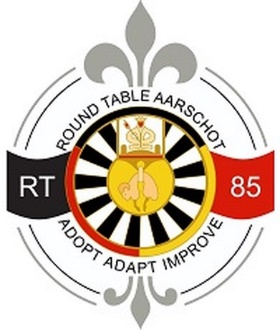 ROUND TABLE AARSCHOT
RT 85
ADOPT ADAPT IMPROVE